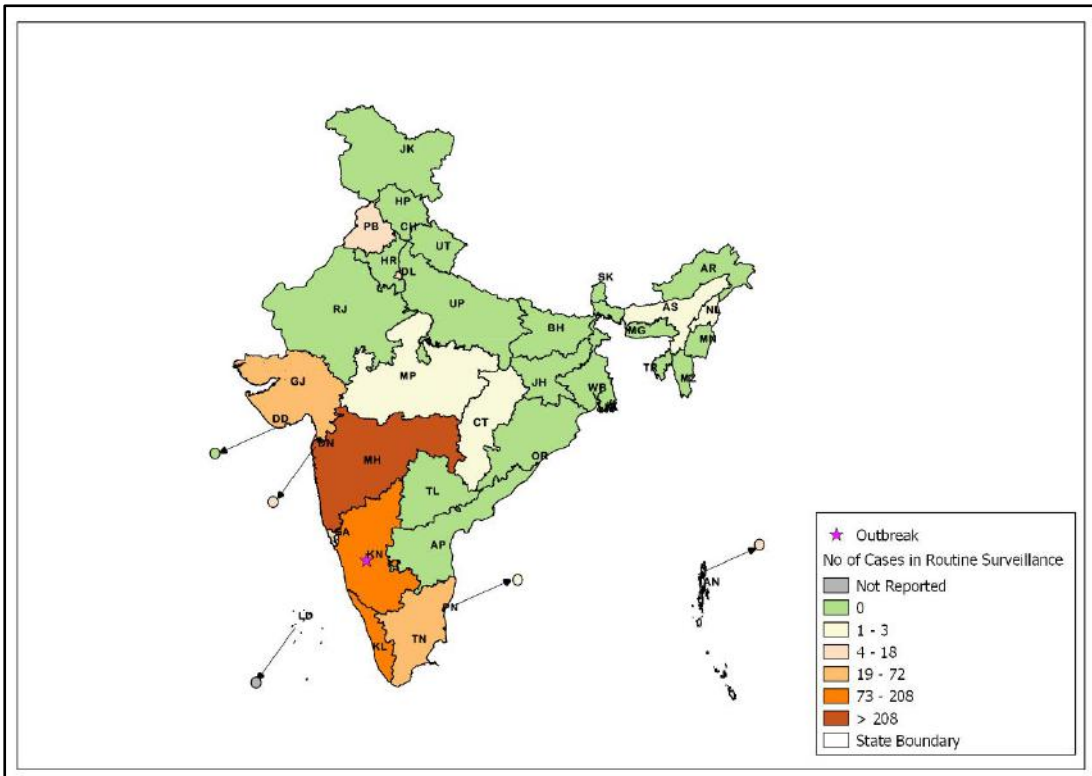 JK
HP
PB
CH
UT
HR
DL
SK
AR
RJ
UP
AS
NL
BH
MG
MN
TR
MZ
MP
JH
WB
GJ
CT
DD
DN
OR
MH
TL
GA
AP
KN
AN
PN
LD
TN
KL
Outbreak
No of Cases in Routine Surveillance
Not Reported
0
1 - 3
4 - 18
19 - 72
73 - 208
> 208
State Boundary